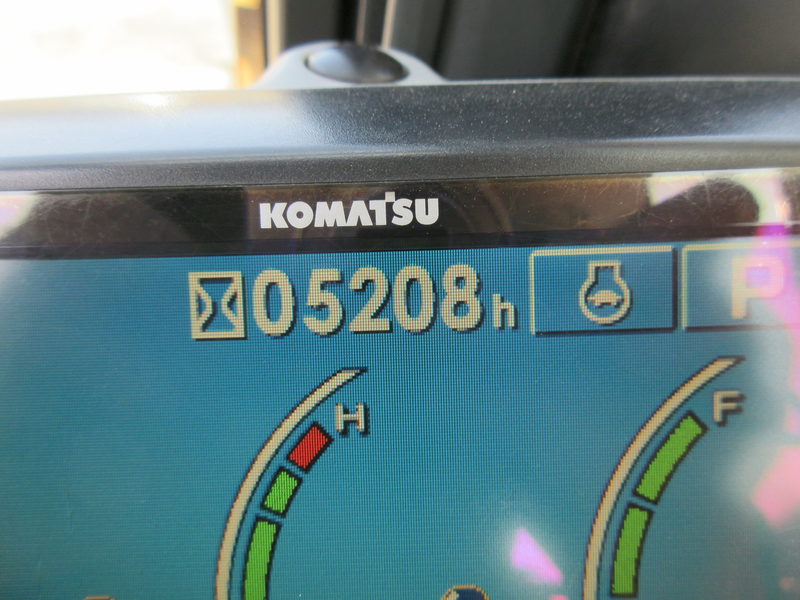 KOMATSU
05208h P
H F